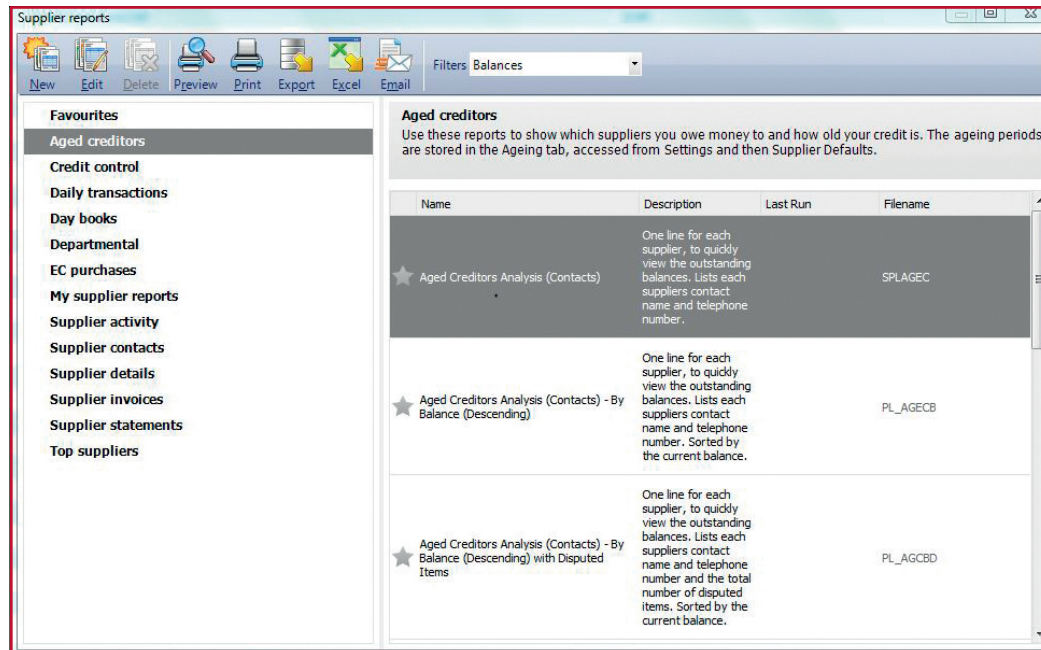 Supplier reports
New Edit Delete Preview Print Export Excel Email Filters Balances
Favourites
Aged creditors
Credit control
Daily transactions
Day books
Departmental
EC purchases
My supplier reports
Supplier activity
Supplier contacts
Supplier details
Supplier invoices
Supplier statements
Top suppliers
Aged creditors
Use these reports to show which suppliers you owe money to and how old your credit is. The ageing periods
are stored in the Ageing tab, accessed from Settings and then Supplier Defaults.
Name Description Last Run Filename
Aged Creditors Analysis (Contacts)
One line for each
supplier, to quickly
view the outstanding
balances. Lists each
suppliers contact
name and telephone
number.
SPLAGEC
Aged Creditors Analysis (Contacts) - By
Balance (Descending)
One line for each
supplier, to quickly
view the outstanding
balances. Lists each
suppliers contact
name and telephone
number. Sorted by
the current balance.
PL_AGECB
Aged Creditors Analysis (Contacts) - By
Balance (Descending) with Disputed
Items
One line for each
supplier, to quickly
view the outstanding
balances. Lists each
suppliers contact
name and telephone
number and the total
number of disputed
items. Sorted by the
current balance.
PL_AGCBD